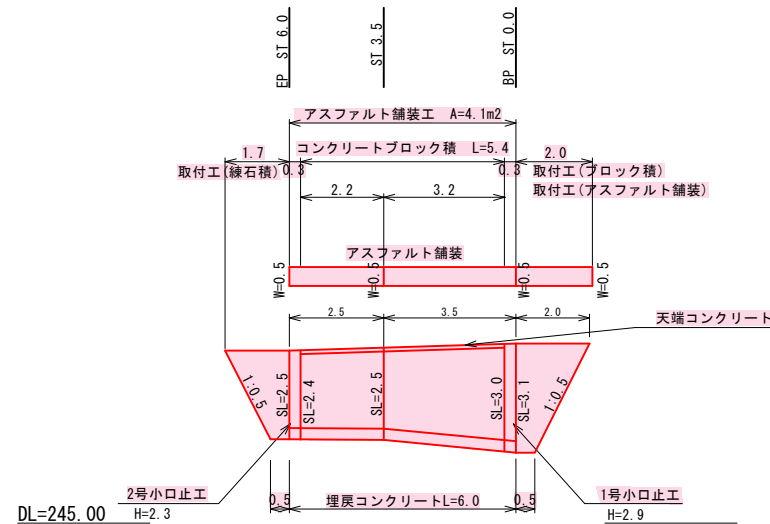 EP ST 6.0
ST 3.5
BP ST 0.0
アスファルト舗装工 A=4.1m2
1.7
コンクリートブロック積 L=5.4
2.0
取付工(練石積)
0.3
0.3
取付工(ブロック積)
2.2
3.2
取付工(アスファルト舗装)
アスファルト舗装
W=0.5
W=0.5
W=0.5
W=0.5
2.5
3.5
2.0
天端コンクリート
1:0.5
SL=2.5
SL=2.4
SL=2.5
SL=3.0
SL=3.1
1:0.5
2号小口止工
H=2.3
0.5
埋戻コンクリートL=6.0
0.5
1号小口止工
H=2.9
DL=245.00